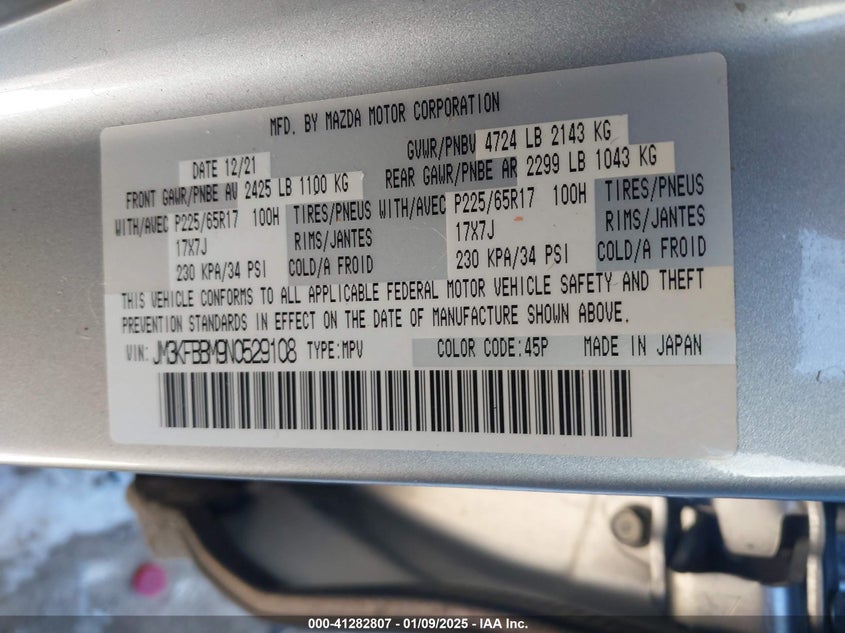 MFD. BY MAZDA MOTOR CORPORATION
DATE 12/21 GVWR/PNBV 4724 LB 2143 KG
FRONT GAWR/PNBE AV 2425 LB 1100 KG REAR GAWR/PNBE AR 2299 LB 1043 KG
WITH/AVEC P225/65R17 100H TIRES/PNEUS WITH/AVEC P225/65R17 100H TIRES/PNEUS
17X7J RIMS/JANTES 17X7J RIMS/JANTES
230 KPA/34 PSI COLD/A FROID 230 KPA/34 PSI COLD/A FROID
THIS VEHICLE CONFORMS TO ALL APPLICABLE FEDERAL MOTOR VEHICLE SAFETY AND THEFT
PREVENTION STANDARDS IN EFFECT ON THE DATE OF MANUFACTURE SHOWN ABOVE.
VIN: JM3KFBBM9N0529108 TYPE:MPV COLOR CODE:45P MADE IN JAPAN
000-41282807 - 01/09/2025 - IAA Inc.